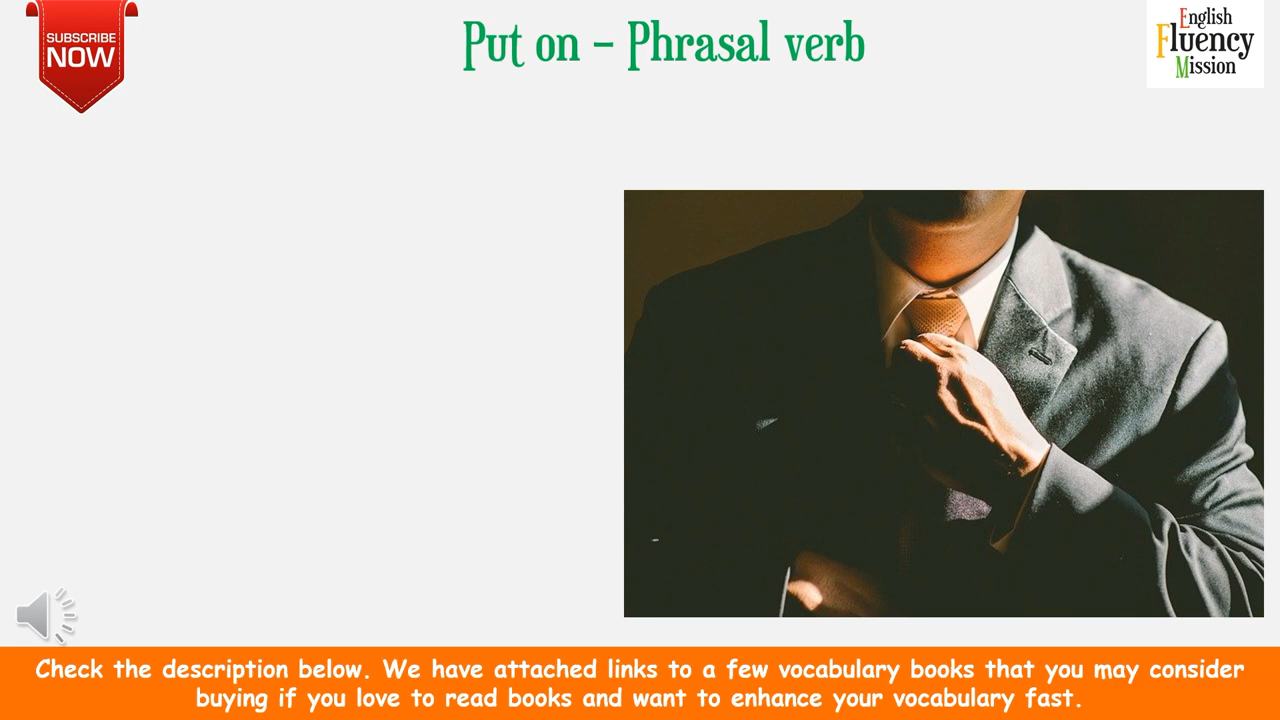 SUBSCRIBE
NOW
Put on – Phrasal verb
English
Fluency
Mission
Check the description below. We have attached links to a few vocabulary books that you may consider
buying if you love to read books and want to enhance your vocabulary fast.